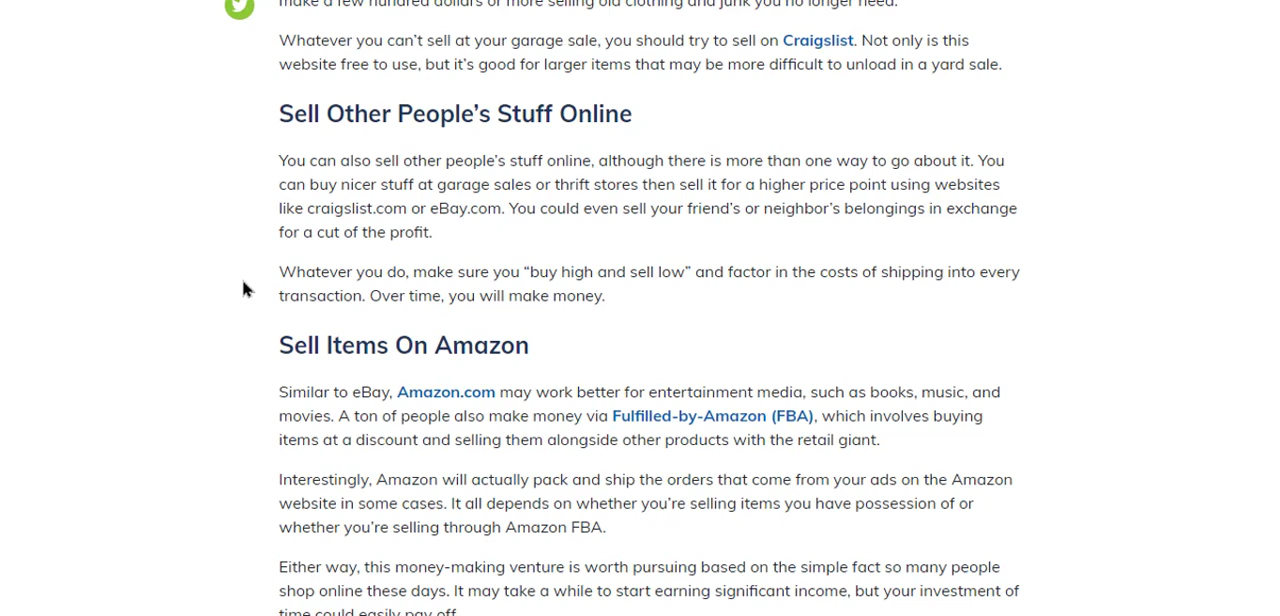 make a few hundred dollars or more selling old clothing and junk you no longer need.
Whatever you can’t sell at your garage sale, you should try to sell on Craigslist. Not only is this
website free to use, but it’s good for larger items that may be more difficult to unload in a yard sale.
Sell Other People’s Stuff Online
You can also sell other people’s stuff online, although there is more than one way to go about it. You
can buy nicer stuff at garage sales or thrift stores then sell it for a higher price point using websites
like craigslist.com or eBay.com. You could even sell your friend’s or neighbor’s belongings in exchange
for a cut of the profit.
Whatever you do, make sure you “buy high and sell low” and factor in the costs of shipping into every
transaction. Over time, you will make money.
Sell Items On Amazon
Similar to eBay, Amazon.com may work better for entertainment media, such as books, music, and
movies. A ton of people also make money via Fulfilled-by-Amazon (FBA), which involves buying
items at a discount and selling them alongside other products with the retail giant.
Interestingly, Amazon will actually pack and ship the orders that come from your ads on the Amazon
website in some cases. It all depends on whether you’re selling items you have possession of or
whether you’re selling through Amazon FBA.
Either way, this money-making venture is worth pursuing based on the simple fact so many people
shop online these days. It may take a while to start earning significant income, but your investment of
time could easily pay off.